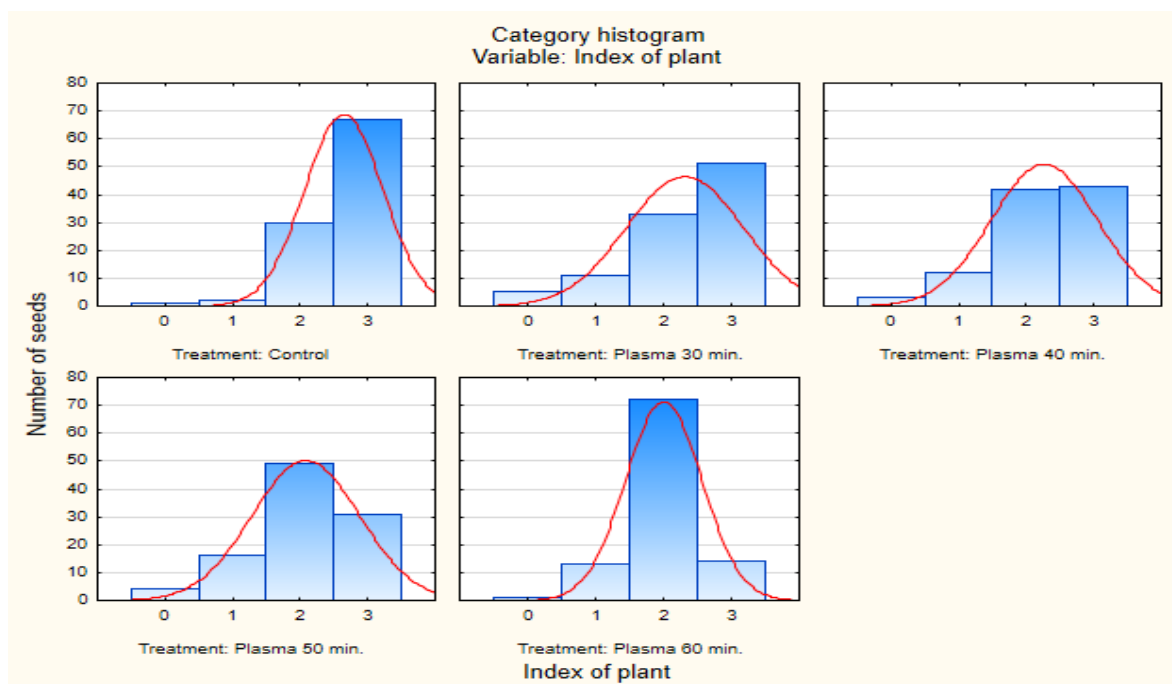 Category histogram
Variable: Index of plant
Number of seeds
80
70
60
50
40
30
20
10
0
0 1 2 3
0 1 2 3
0 1 2 3
Treatment: Control
Treatment: Plasma 30 min.
Treatment: Plasma 40 min.
80
70
60
50
40
30
20
10
0
0 1 2 3
0 1 2 3
Treatment: Plasma 50 min.
Treatment: Plasma 60 min.
Index of plant